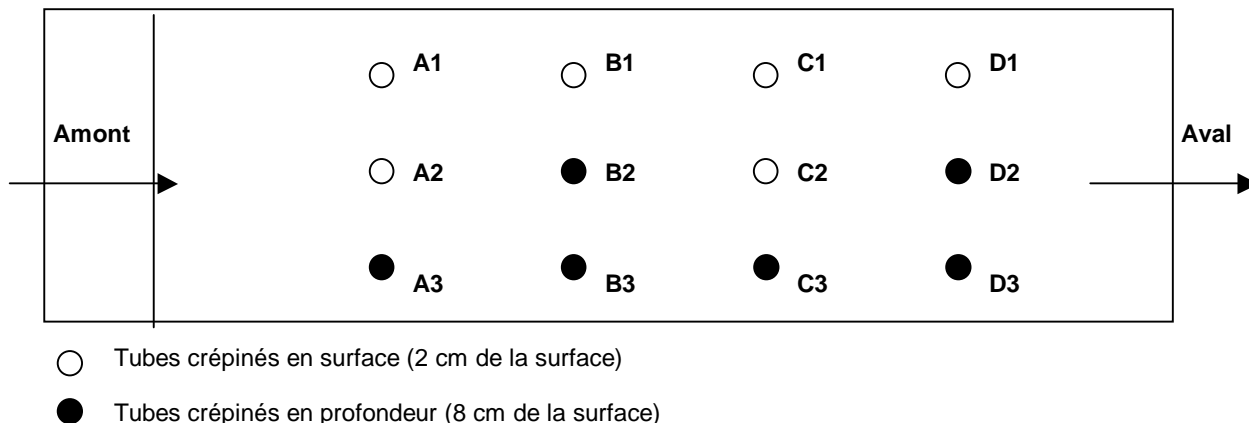 A1 B1 C1 D1
Amont Aval
A2 B2 C2 D2
A3 B3 C3 D3
Tubes crépinés en surface (2 cm de la surface)
Tubes crépinés en profondeur (8 cm de la surface)